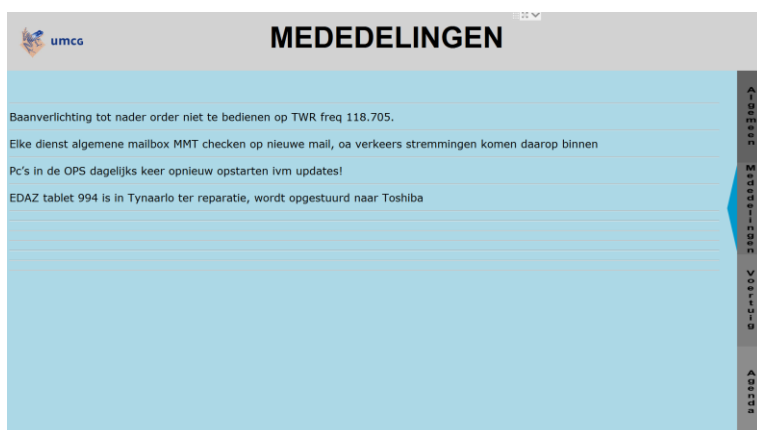 umcg
MEDEDELINGEN
Baanverlichting tot nader order niet te bedienen op TWR freq 118.705.
Elke dienst algemene mailbox MMT checken op nieuwe mail, oa verkeers stremmingen komen daarop binnen
Pc's in de OPS dagelijks keer opnieuw opstarten ivm updates!
EDAZ tablet 994 is in Tynaarlo ter reparatie, wordt opgestuurd naar Toshiba
Algemeen
Mededelingen
Voertuig
Agenda